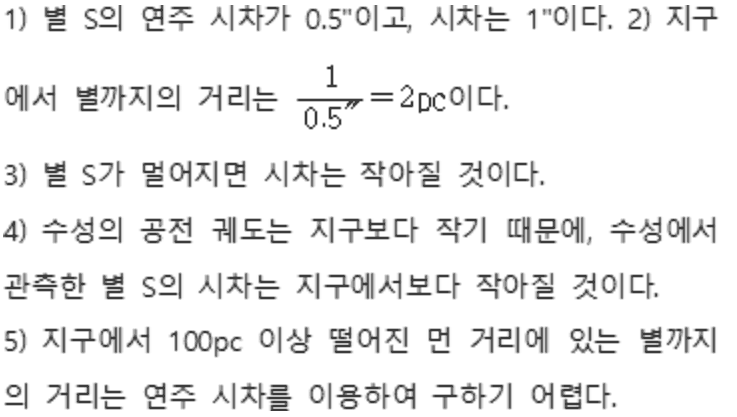 1) 별 S의 연주 시차가 0.5"이고, 시차는 1"이다. 2) 지구
에서 별까지의 거리는 1/0.5″=2pc이다.
3) 별 S가 멀어지면 시차는 작아질 것이다.
4) 수성의 공전 궤도는 지구보다 작기 때문에, 수성에서
관측한 별 S의 시차는 지구에서보다 작아질 것이다.
5) 지구에서 100pc 이상 떨어진 먼 거리에 있는 별까지
의 거리는 연주 시차를 이용하여 구하기 어렵다.